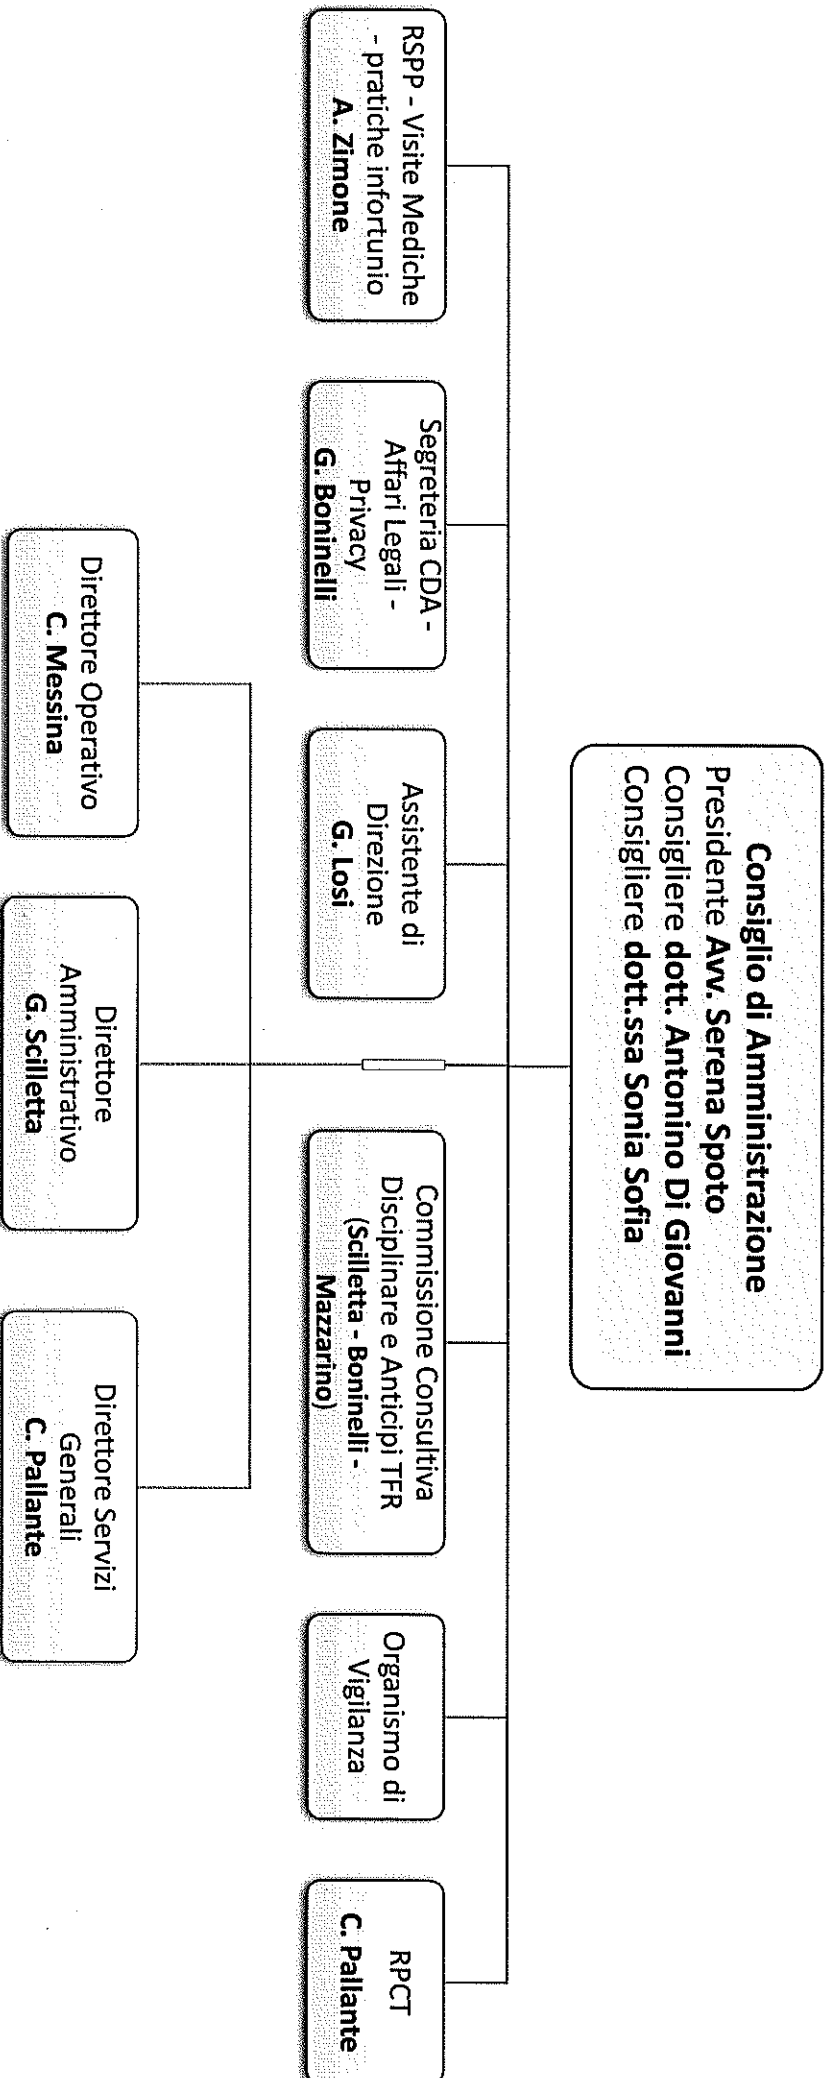 Consiglio di Amministrazione
Presidente Avv. Serena Spoto
Consigliere dott. Antonino Di Giovanni
Consigliere dott.ssa Sonia Sofia
RSPP - Visite Mediche
- pratiche infortunio
A. Zimone
Segreteria CDA -
Affari Legali -
Privacy
G. Boninelli
Assistente di
Direzione
G. Losi
Commissione Consultiva
Disciplinare e Anticipi TFR
(Scilletta - Boninelli -
Mazzarino)
Organismo di
Vigilanza
RPCT
C. Pallante
Direttore Operativo
C. Messina
Direttore
Amministrativo
G. Scilletta
Direttore Servizi
Generali
C. Pallante